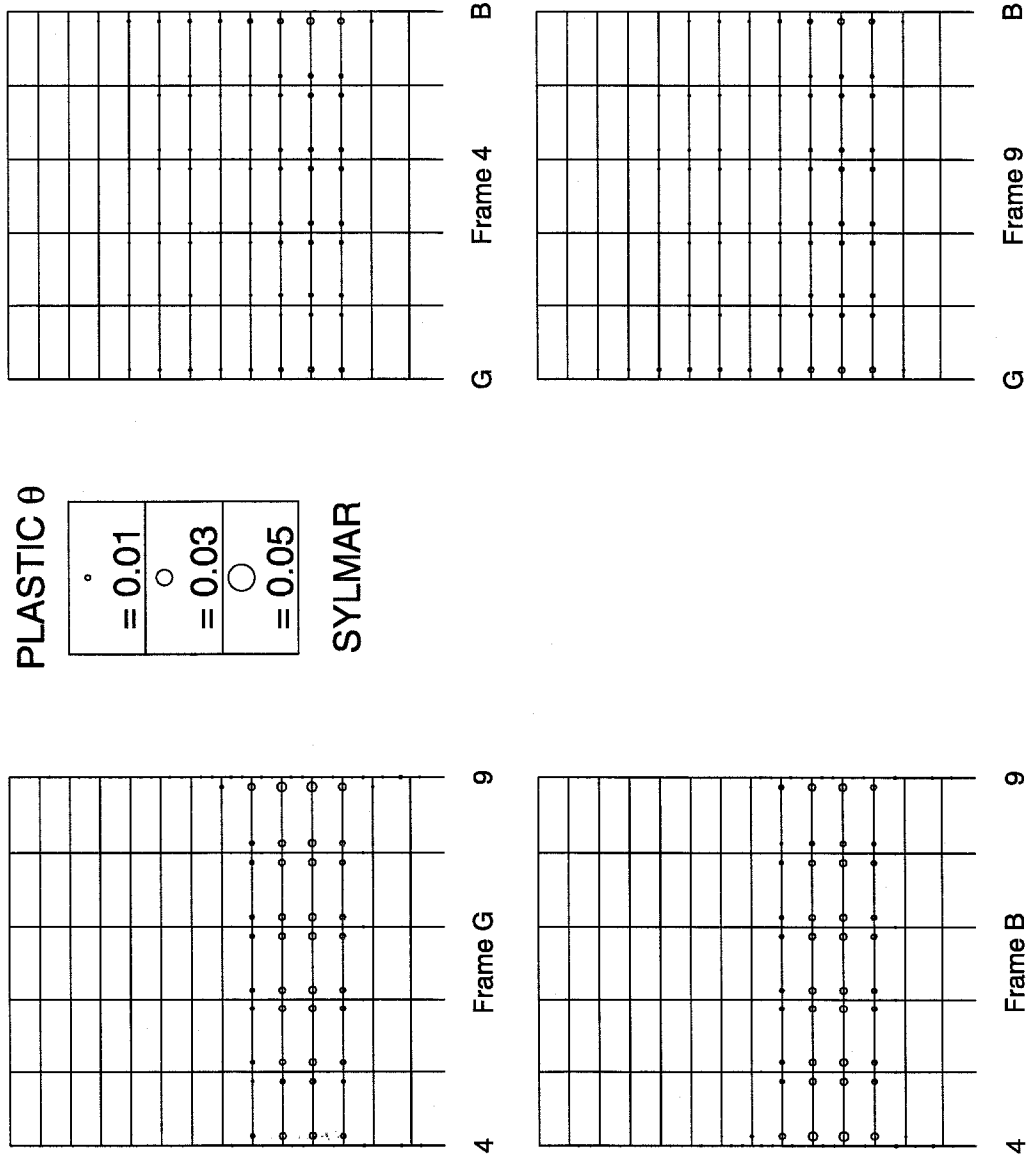 PLASTIC θ
= 0.01
= 0.03
= 0.05
SYLMAR
4 Frame G 9
G Frame 4 B
4 Frame B 9
G Frame 9 B